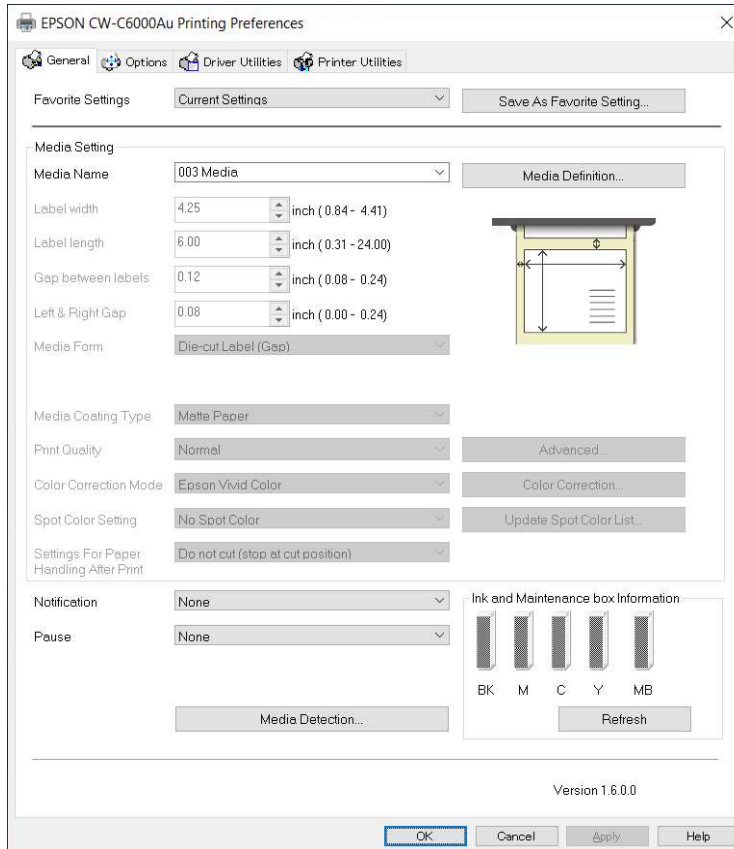 EPSON CW-C6000Au Printing Preferences
General Options Driver Utilities Printer Utilities
Favorite Settings Current Settings Save As Favorite Setting...
Media Setting
Media Name 003 Media Media Definition...
Label width 4.25 inch ( 0.84 - 4.41)
Label length 6.00 inch ( 0.31 - 24.00)
Gap between labels 0.12 inch ( 0.08 - 0.24)
Left & Right Gap 0.08 inch ( 0.00 - 0.24)
Media Form Die-cut Label (Gap)
Media Coating Type Matte Paper
Print Quality Normal Advanced...
Color Correction Mode Epson Vivid Color Color Correction...
Spot Color Setting No Spot Color Update Spot Color List...
Settings For Paper Do not cut (stop at cut position)
Handling After Print
Notification None Ink and Maintenance box Information
Pause None
BK M C Y MB
Media Detection... Refresh
Version 1.6.0.0
OK Cancel Apply Help